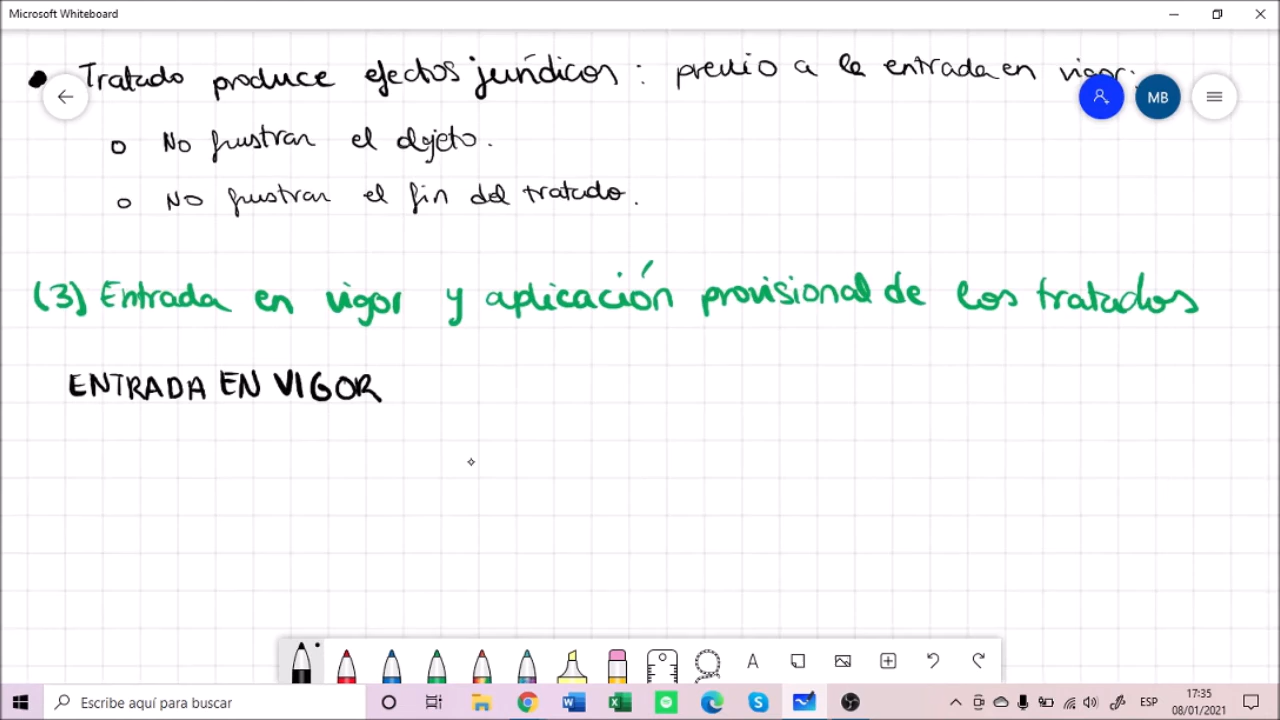 Microsoft Whiteboard
• Tratado produce efectos jurídicos : previo a la entrada en vigor:
MB
o No frustrar el objeto.
o No frustrar el fin del tratado.
(3) Entrada en vigor y aplicación provisional de los tratados
ENTRADA EN VIGOR
A
Escribe aquí para buscar
ESP
17:35
08/01/2021